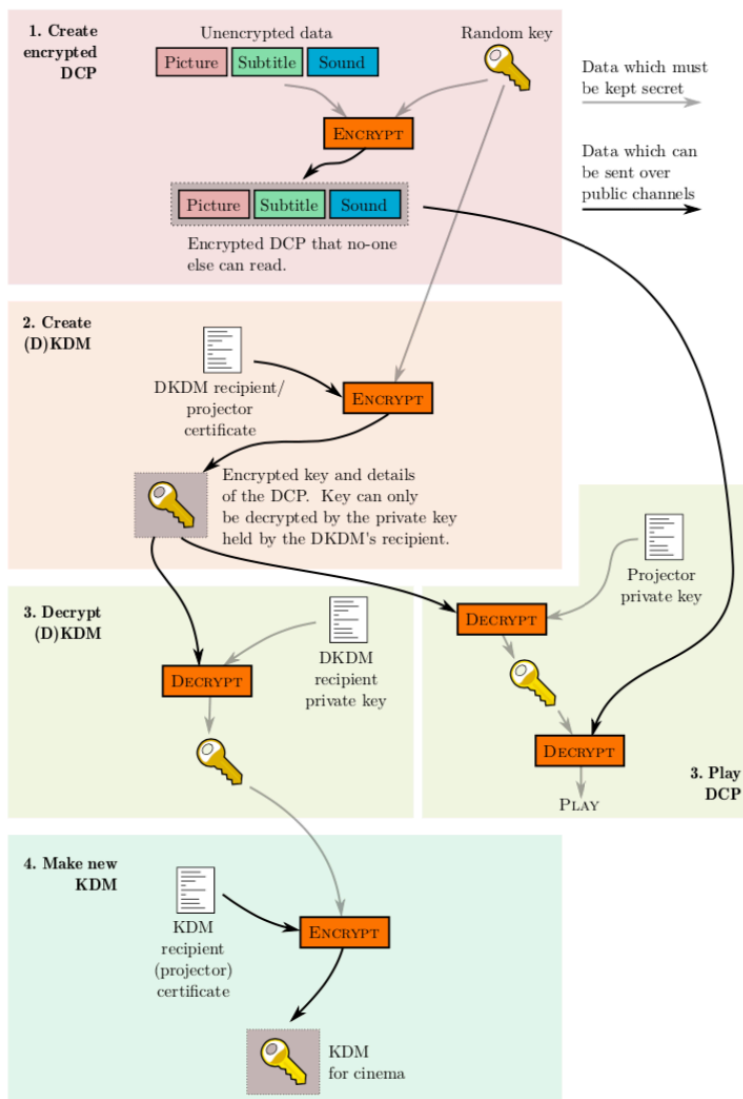 1. Create
encrypted
DCP
Unencrypted data
Picture
Subtitle
Sound
Random key
ENCRYPT
Picture
Subtitle
Sound
Encrypted DCP that no-one
else can read.
Data which must
be kept secret
Data which can
be sent over
public channels
2. Create
(D)KDM
DKDM recipient/
projector
certificate
ENCRYPT
Encrypted key and details
of the DCP. Key can only
be decrypted by the private key
held by the DKDM's recipient.
3. Decrypt
(D)KDM
DKDM
recipient
private key
DECRYPT
Projector
private key
DECRYPT
DECRYPT
PLAY
3. Play
DCP
4. Make new
KDM
KDM
recipient
(projector)
certificate
ENCRYPT
KDM
for cinema